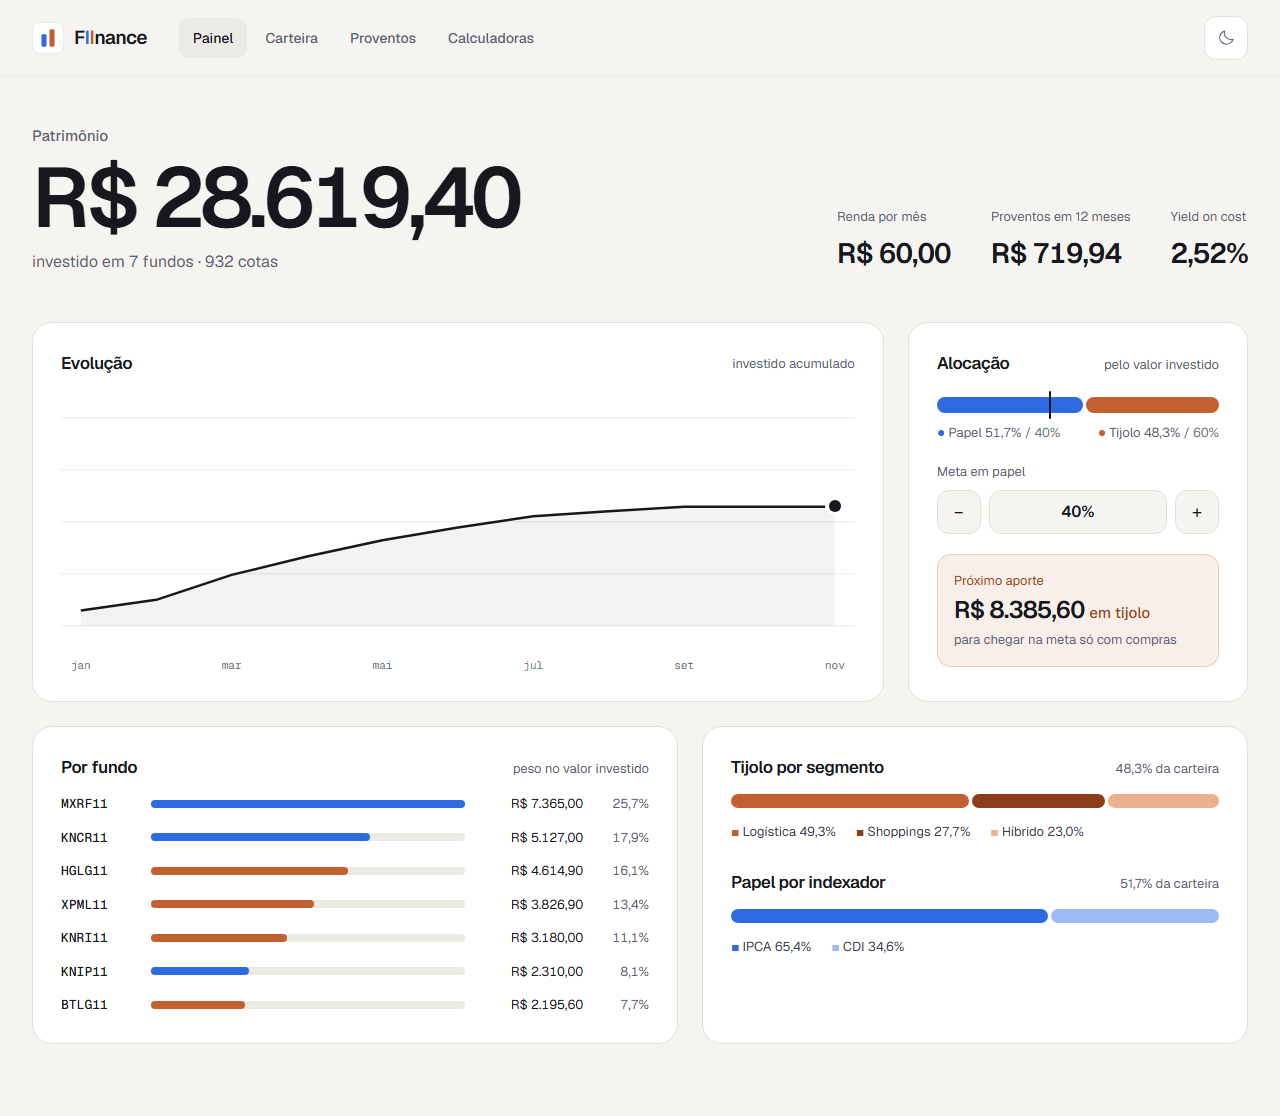 FIInance
Painel
Carteira
Proventos
Calculadoras
Patrimônio
R$ 28.619,40
investido em 7 fundos · 932 cotas
Renda por mês
R$ 60,00
Proventos em 12 meses
R$ 719,94
Yield on cost
2,52%
Evolução
investido acumulado
jan
mar
mai
jul
set
nov
Alocação
pelo valor investido
Papel 51,7% / 40%
Tijolo 48,3% / 60%
Meta em papel
−
40%
+
Próximo aporte
R$ 8.385,60 em tijolo
para chegar na meta só com compras
Por fundo
peso no valor investido
MXRF11 R$ 7.365,00 25,7%
KNCR11 R$ 5.127,00 17,9%
HGLG11 R$ 4.614,90 16,1%
XPML11 R$ 3.826,90 13,4%
KNRI11 R$ 3.180,00 11,1%
KNIP11 R$ 2.310,00 8,1%
BTLG11 R$ 2.195,60 7,7%
Tijolo por segmento
48,3% da carteira
Logística 49,3%
Shoppings 27,7%
Híbrido 23,0%
Papel por indexador
51,7% da carteira
IPCA 65,4%
CDI 34,6%